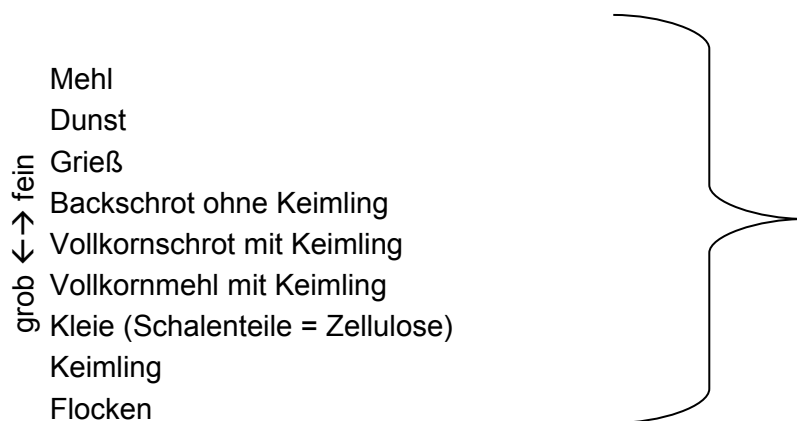 Mehl
Dunst
Grieß
Backschrot ohne Keimling
Vollkornschrot mit Keimling
Vollkornmehl mit Keimling
Kleie (Schalenteile = Zellulose)
Keimling
Flocken
grob ←→ fein